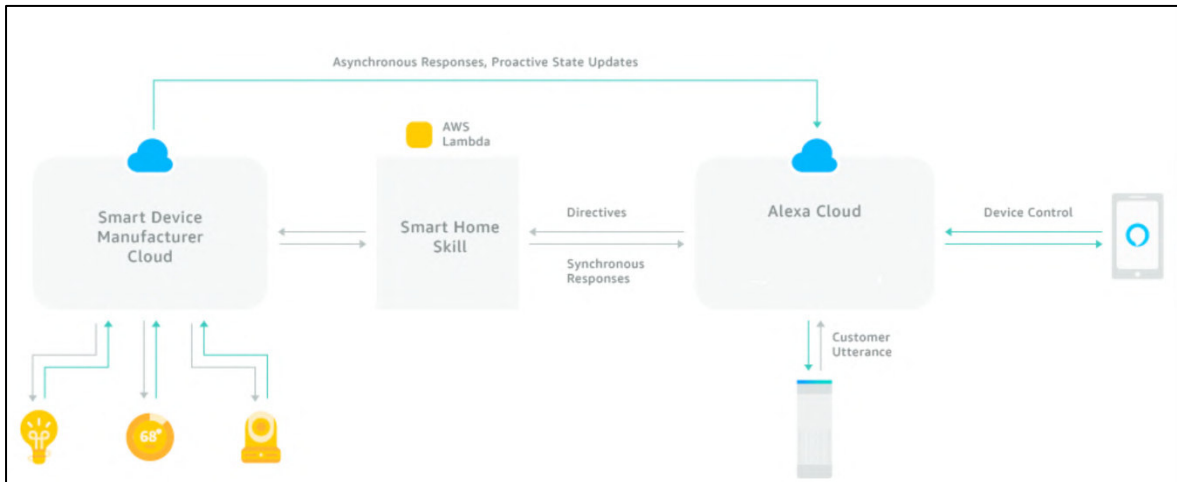 Asynchronous Responses, Proactive State Updates
AWS
Lambda
Smart Device
Manufacturer
Cloud
Smart Home
Skill
Directives
Synchronous
Responses
Alexa Cloud
Device Control
Customer
Utterance
68°